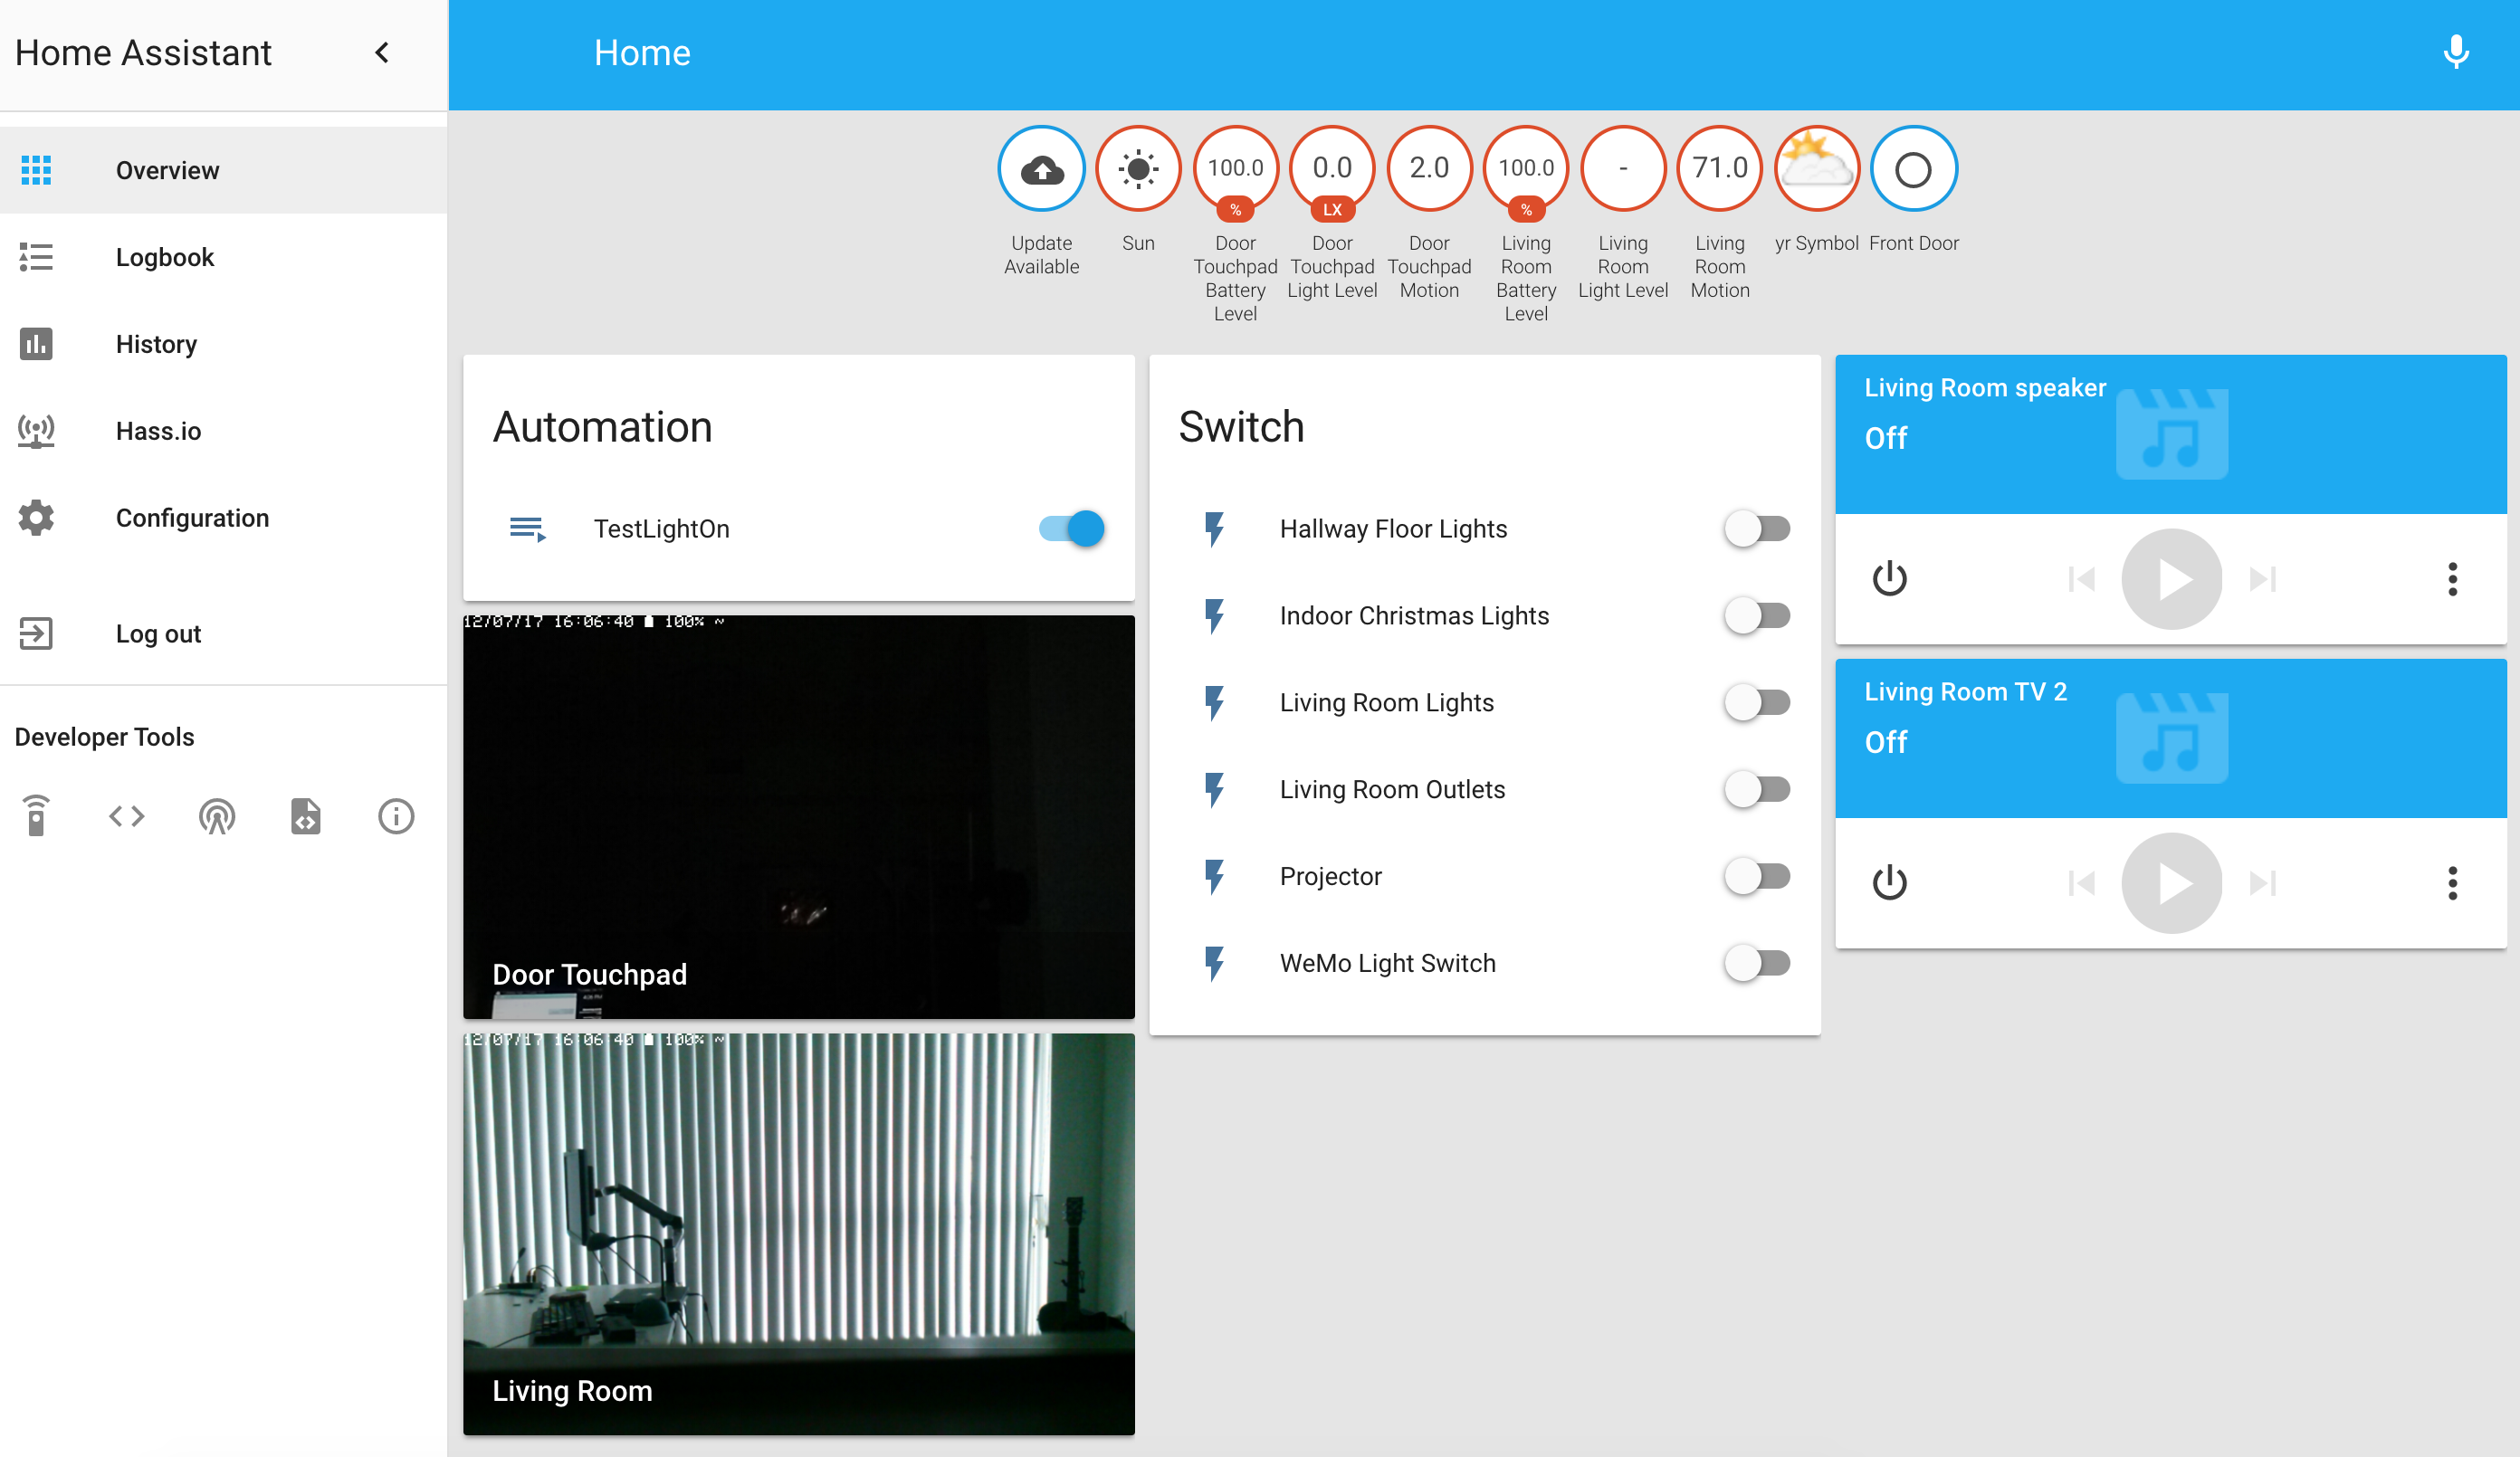 Home Assistant
Home
Overview
Logbook
History
Hass.io
Configuration
Log out
Developer Tools
100.0
%
0.0
LX
2.0
100.0
%
-
71.0
Update
Available
Sun
Door
Touchpad
Battery
Level
Door
Touchpad
Light Level
Door
Touchpad
Motion
Living
Room
Battery
Level
Living
Room
Light Level
Living
Room
Motion
yr Symbol
Front Door
Automation
TestLightOn
12/07/17 16:06:40 100% ~
Door Touchpad
12/07/17 16:06:40 100% ~
Living Room
Switch
Hallway Floor Lights
Indoor Christmas Lights
Living Room Lights
Living Room Outlets
Projector
WeMo Light Switch
Living Room speaker
Off
Living Room TV 2
Off